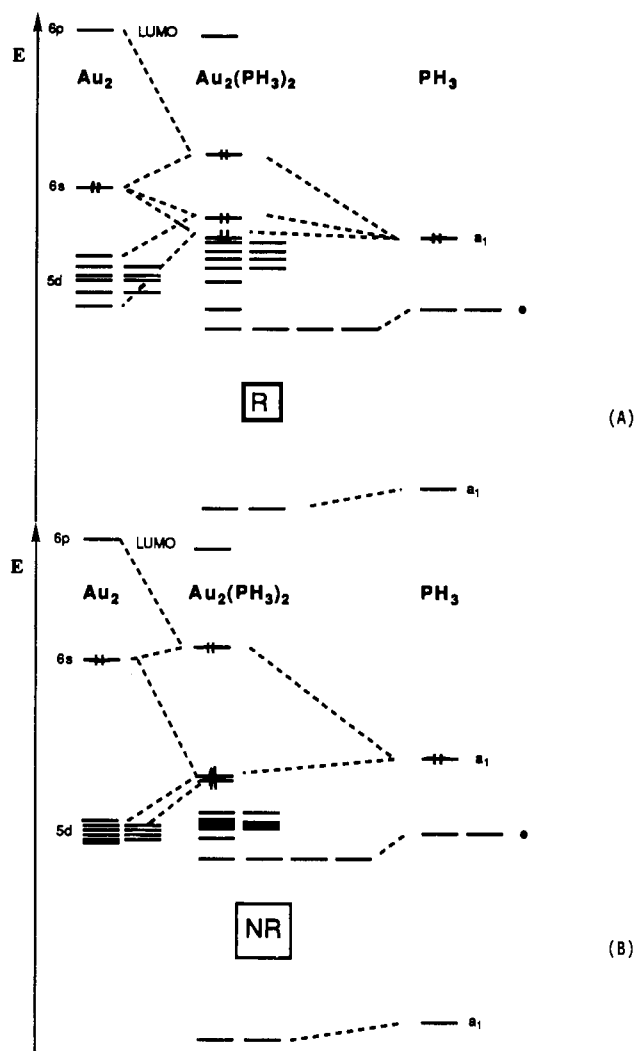 6p LUMO
E
Au₂ Au₂(PH₃)₂ PH₃
6s
a₁
5d
e
R
(A)
a₁
6p LUMO
E
Au₂ Au₂(PH₃)₂ PH₃
6s
a₁
5d
e
NR
(B)
a₁